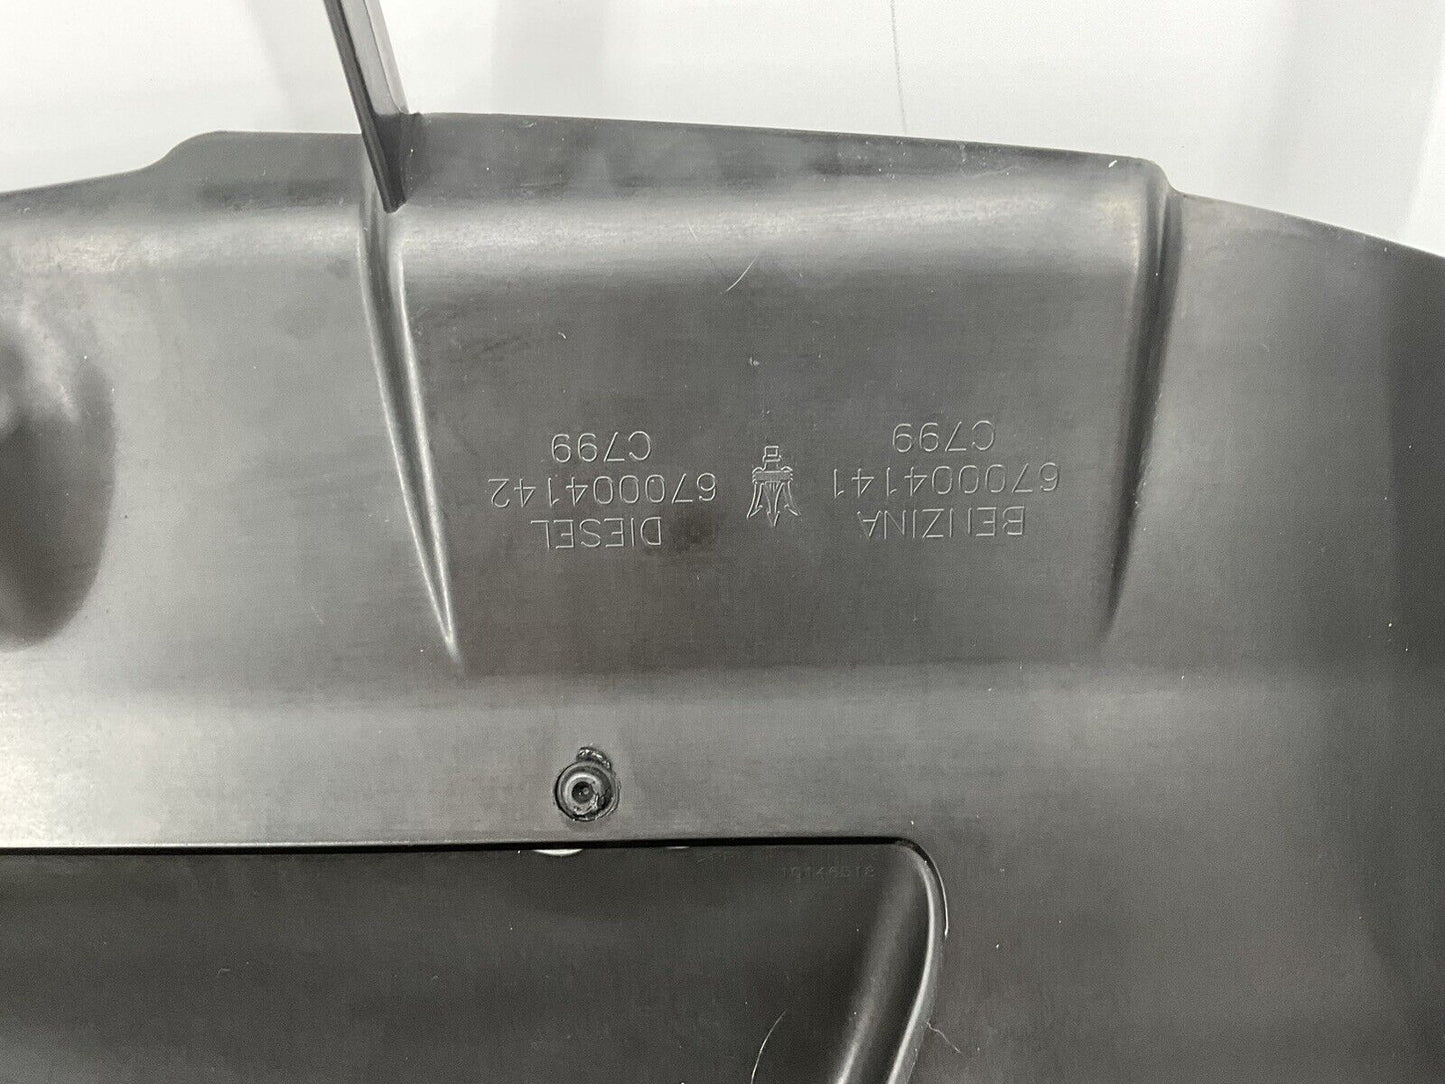 BENZINA
670004141
C799
DIESEL
670004142
C799